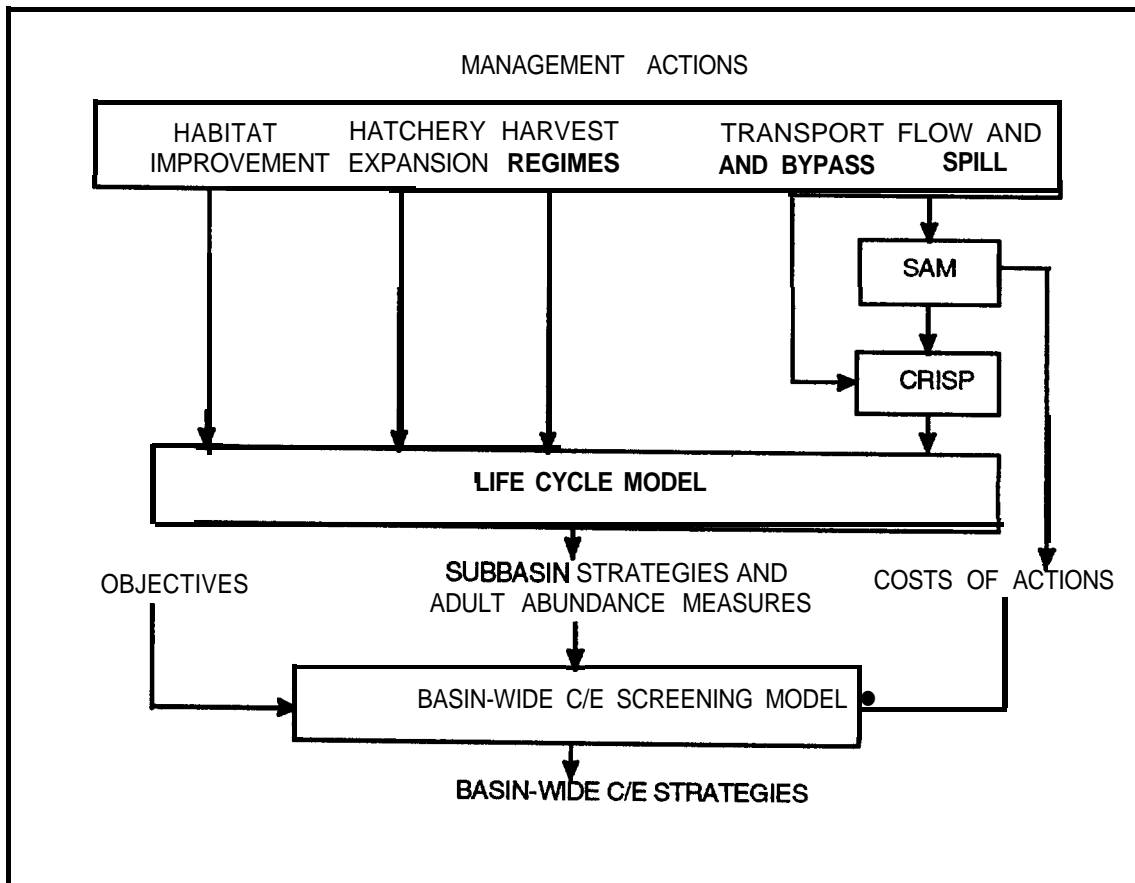 MANAGEMENT ACTIONS
HABITAT HATCHERY HARVEST TRANSPORT FLOW AND
IMPROVEMENT EXPANSION REGIMES AND BYPASS SPILL
SAM
CRISP
LIFE CYCLE MODEL
OBJECTIVES
SUBBASIN STRATEGIES AND
ADULT ABUNDANCE MEASURES
COSTS OF ACTIONS
BASIN-WIDE C/E SCREENING MODEL
BASIN-WIDE C/E STRATEGIES